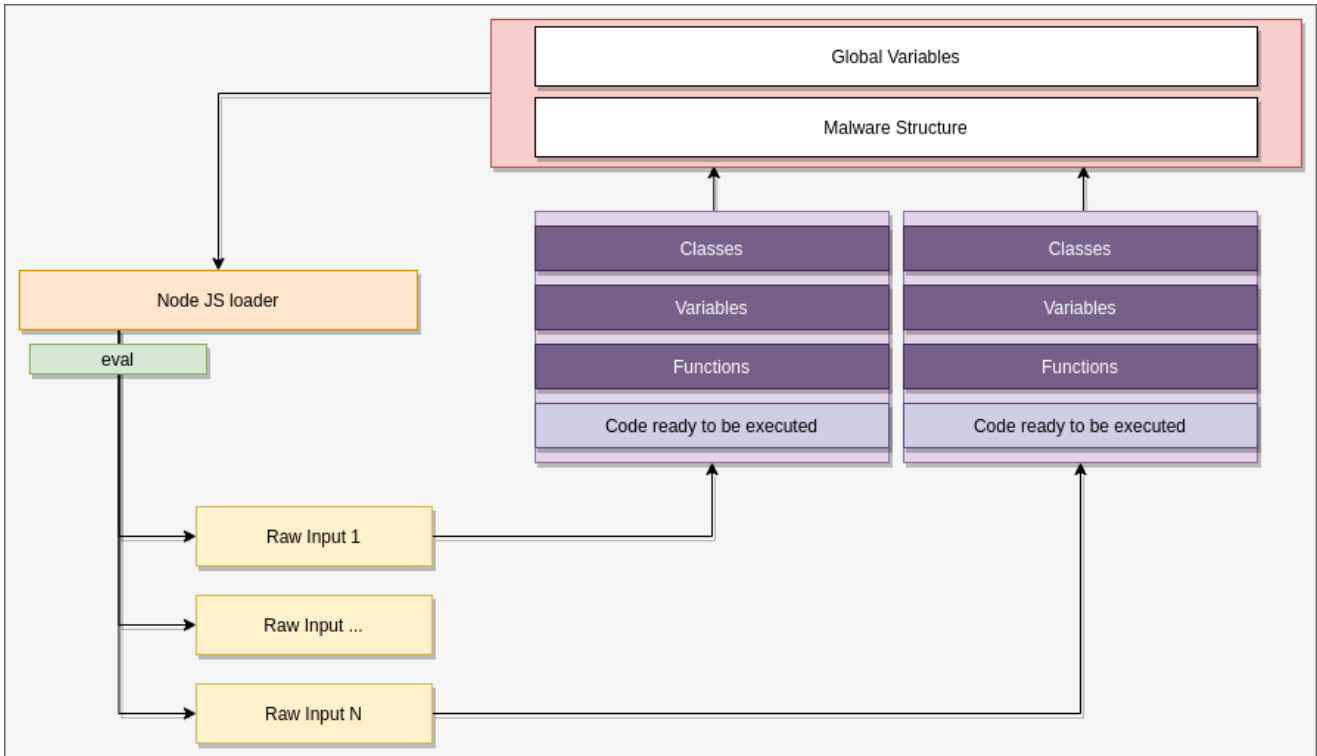 Global Variables
Malware Structure
Classes
Classes
Node JS loader
Variables
Variables
eval
Functions
Functions
Code ready to be executed
Code ready to be executed
Raw Input 1
Raw Input ...
Raw Input N